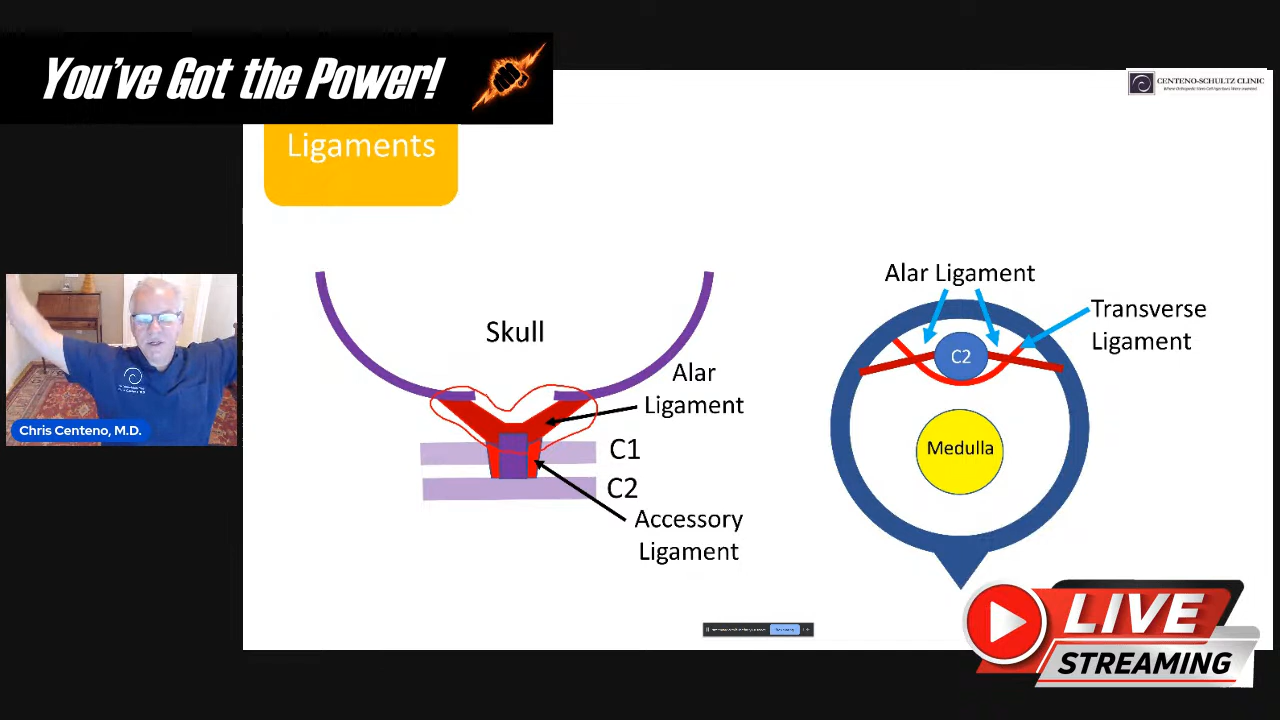 You've Got the Power!
CENTENO-SCHULTZ CLINIC
Ligaments
Skull
Alar
Ligament
C1
C2
Accessory
Ligament
Alar Ligament
Transverse
Ligament
C2
Medulla
Chris Centeno, M.D.
LIVE
STREAMING